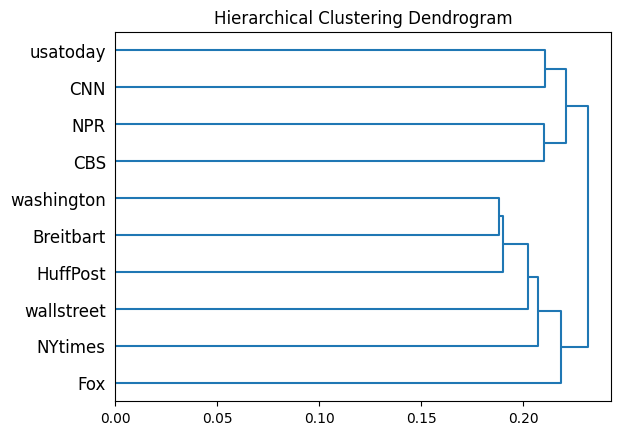 Hierarchical Clustering Dendrogram
usatoday
CNN
NPR
CBS
washington
Breitbart
HuffPost
wallstreet
NYtimes
Fox
0.00 0.05 0.10 0.15 0.20